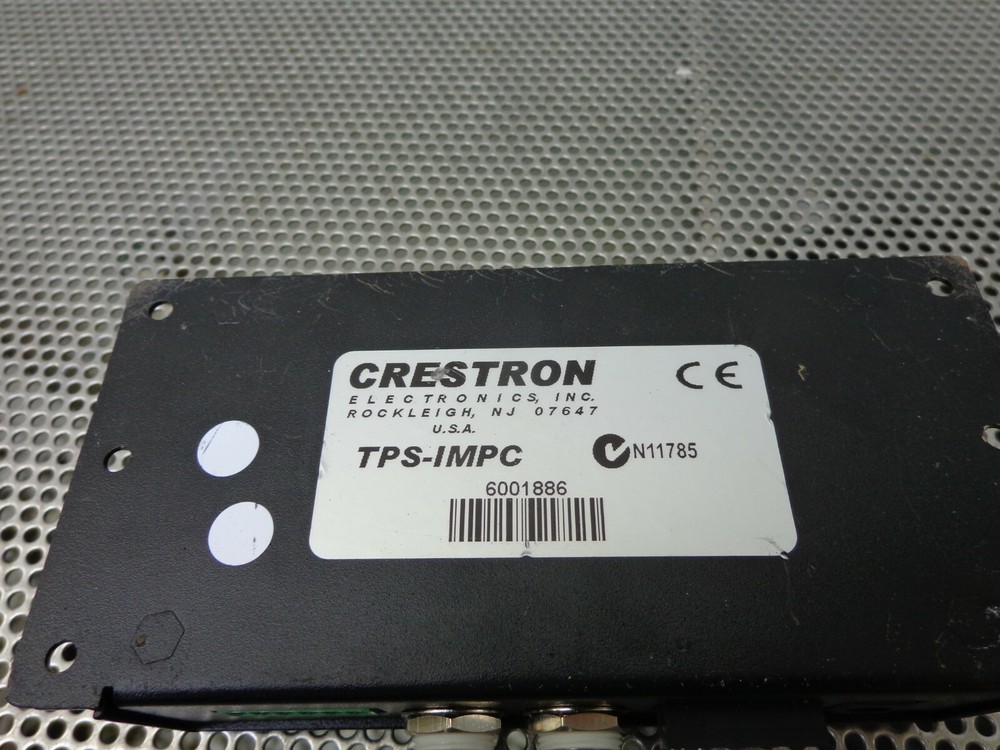 CRESTRON CE
ELECTRONICS, INC.
ROCKLEIGH, NJ 07647
U.S.A.
TPS-IMPC N11785
6001886